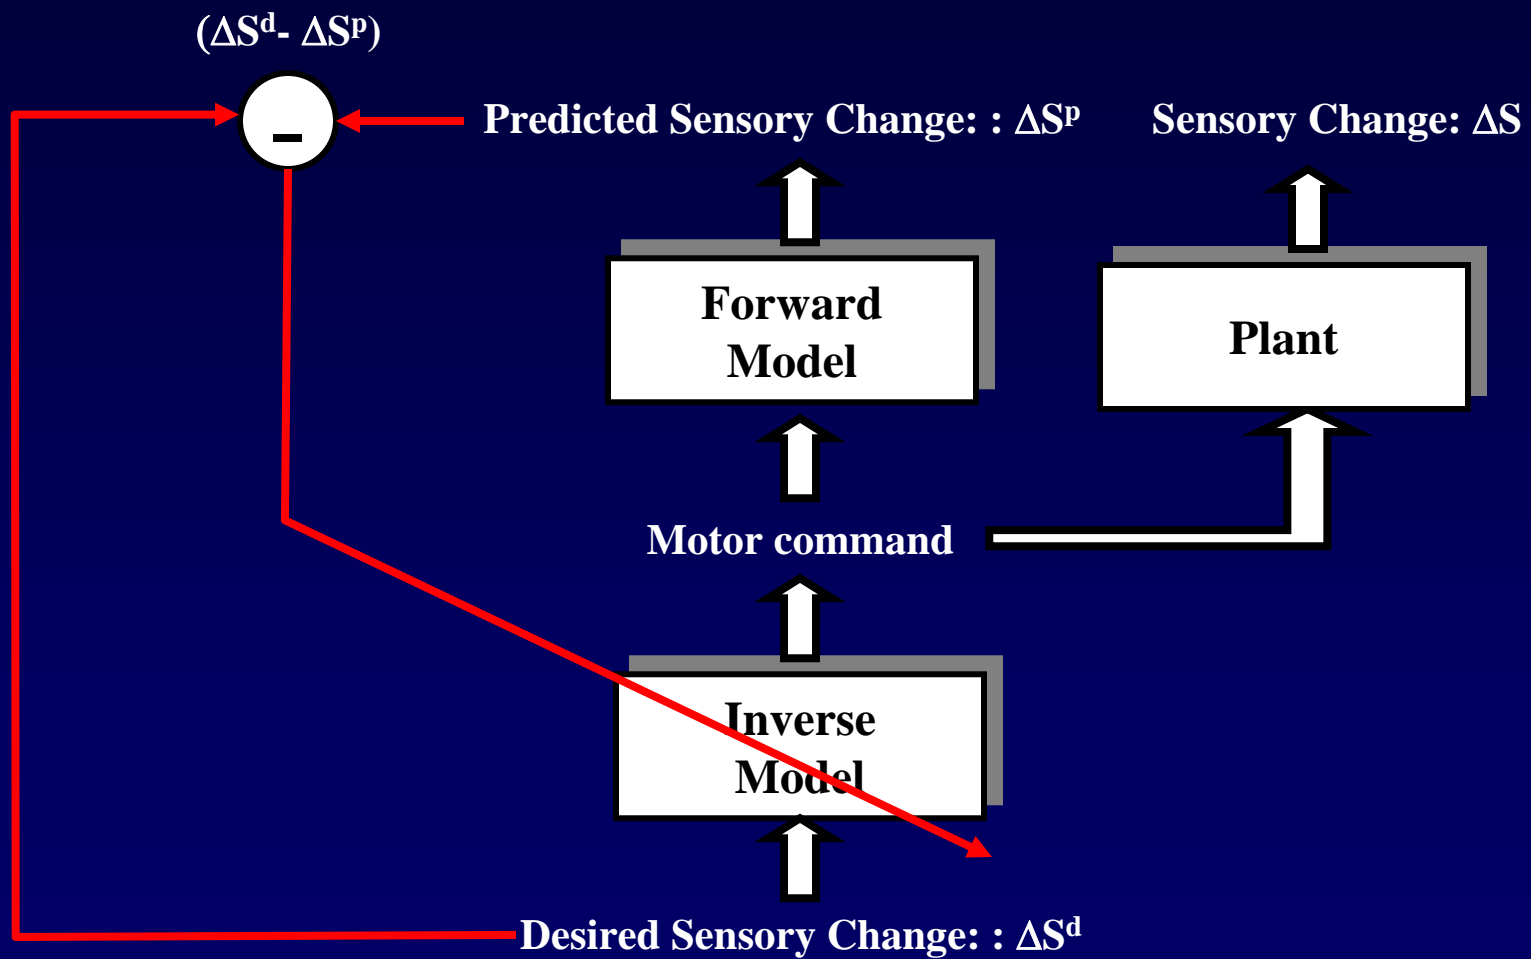 (ΔSᵈ- ΔSᵖ)
-
Predicted Sensory Change: : ΔSᵖ
Sensory Change: ΔS
Forward
Model
Plant
Motor command
Inverse
Model
Desired Sensory Change: : ΔSᵈ